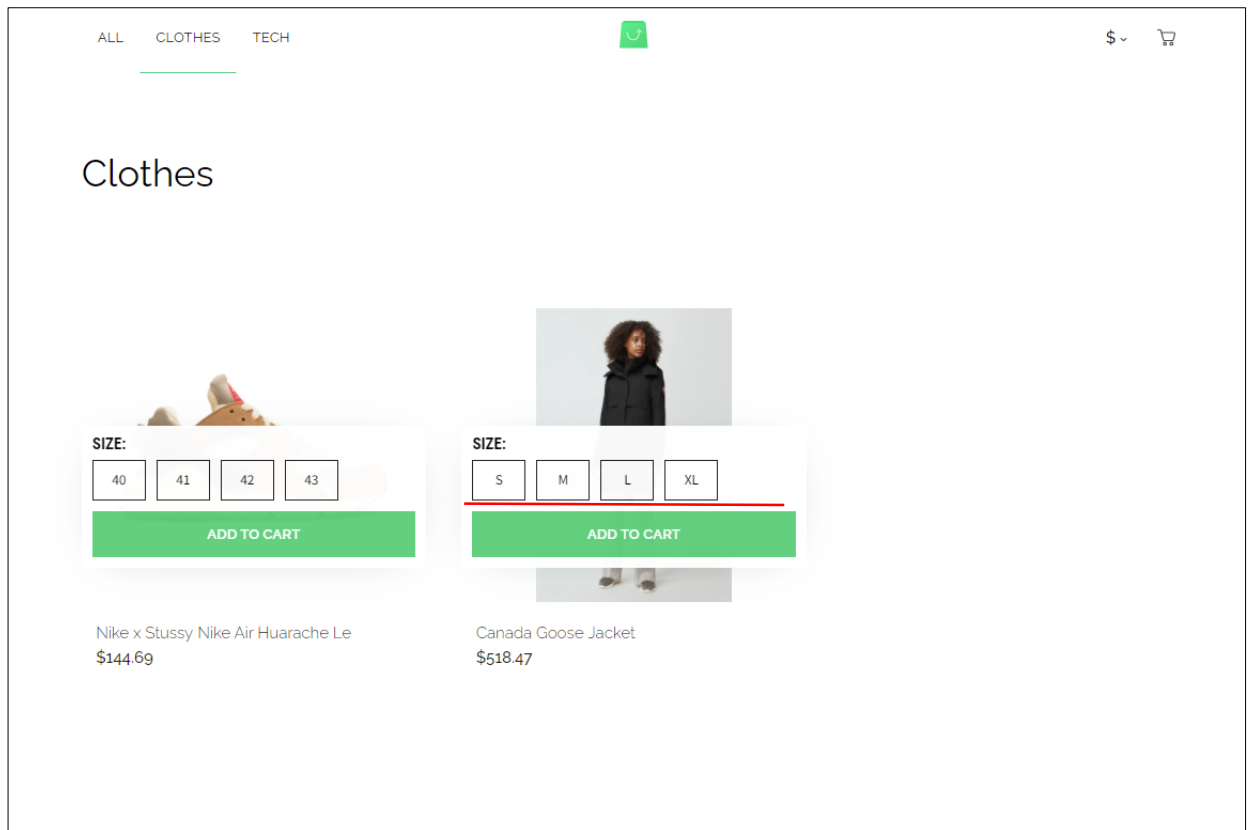 ALL CLOTHES TECH $
Clothes
SIZE:
40 41 42 43
ADD TO CART
Nike x Stussy Nike Air Huarache Le
$144.69
SIZE:
S M L XL
ADD TO CART
Canada Goose Jacket
$518.47